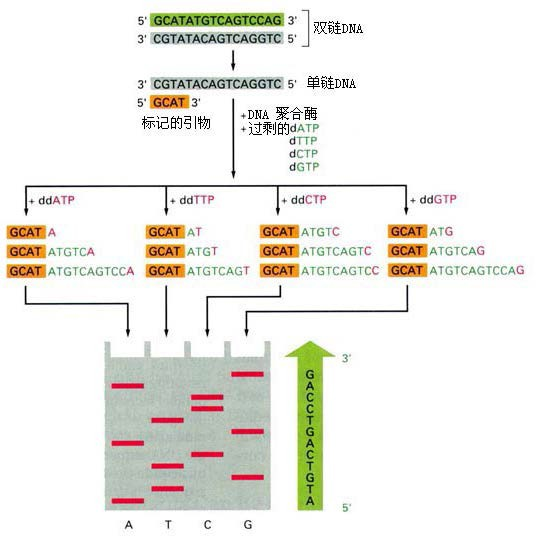 5' GCATATGTCAGTCCAG 3'
3' CGTATACAGTCAGGTC 5'
双链DNA
3' CGTATACAGTCAGGTC 5'
单链DNA
5' GCAT 3'
标记的引物
+DNA 聚合酶
+过剩的dATP
dTTP
dCTP
dGTP
+ ddATP
+ ddTTP
+ ddCTP
+ ddGTP
GCAT A
GCAT AT
GCAT ATGTC
GCAT ATG
GCAT ATGTCA
GCAT ATGT
GCAT ATGTCAGTC
GCAT ATGTCAG
GCAT ATGTCAGTCCA
GCAT ATGTCAGT
GCAT ATGTCAGTCC
GCAT ATGTCAGTCCAG
3'
GACCTGACTGTA
5'
A T C G